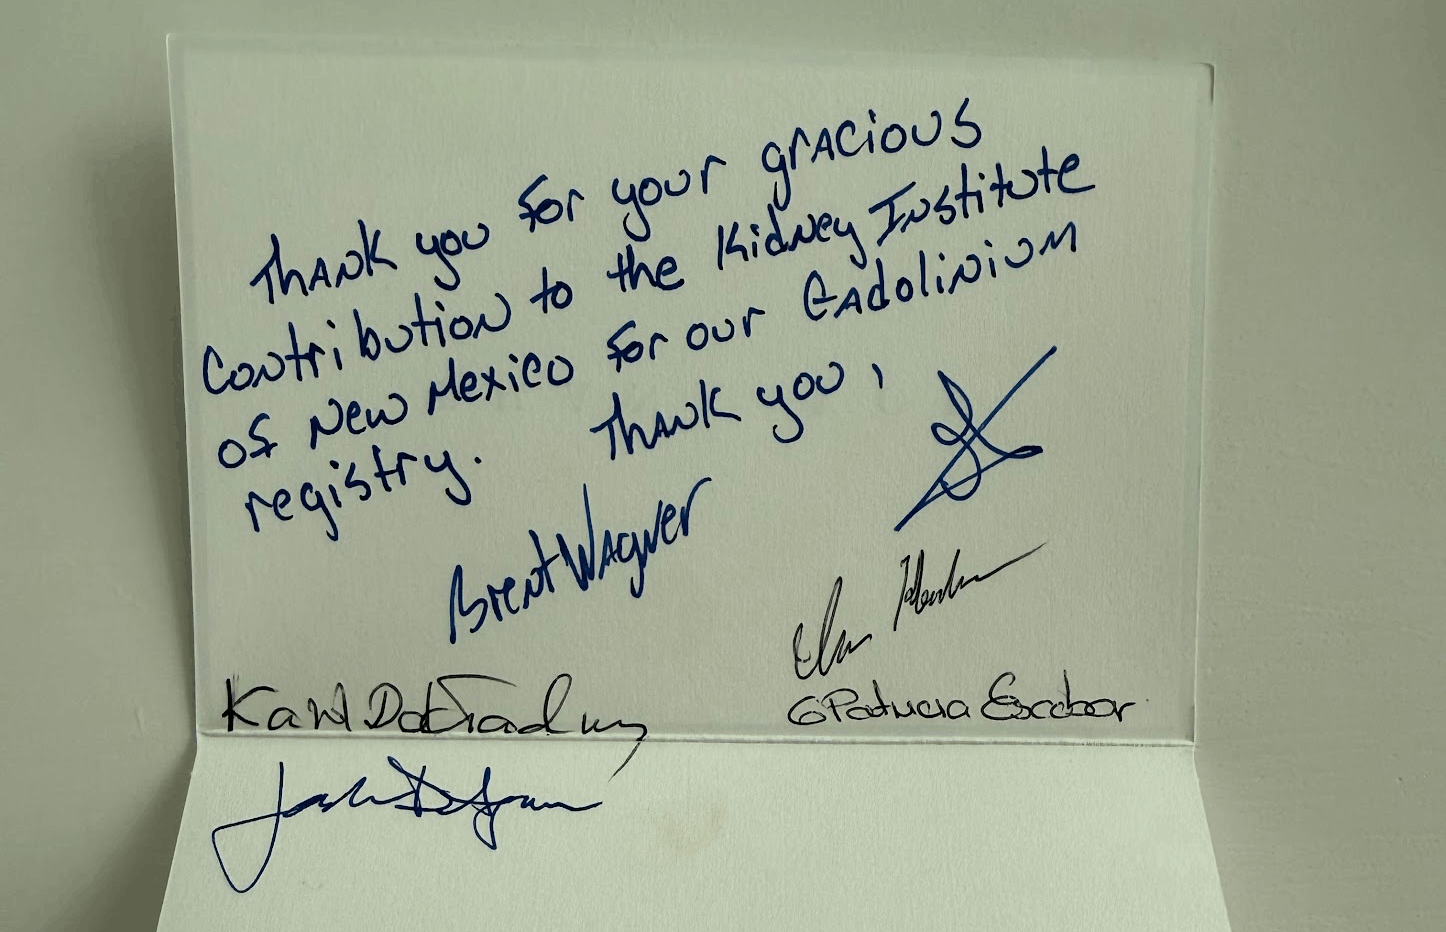 Thank you for your gracious
Contribution to the Kidney Institute
of New Mexico for our Gadolinium
registry. Thank you,
Brent Wagner
Patricia Escobar